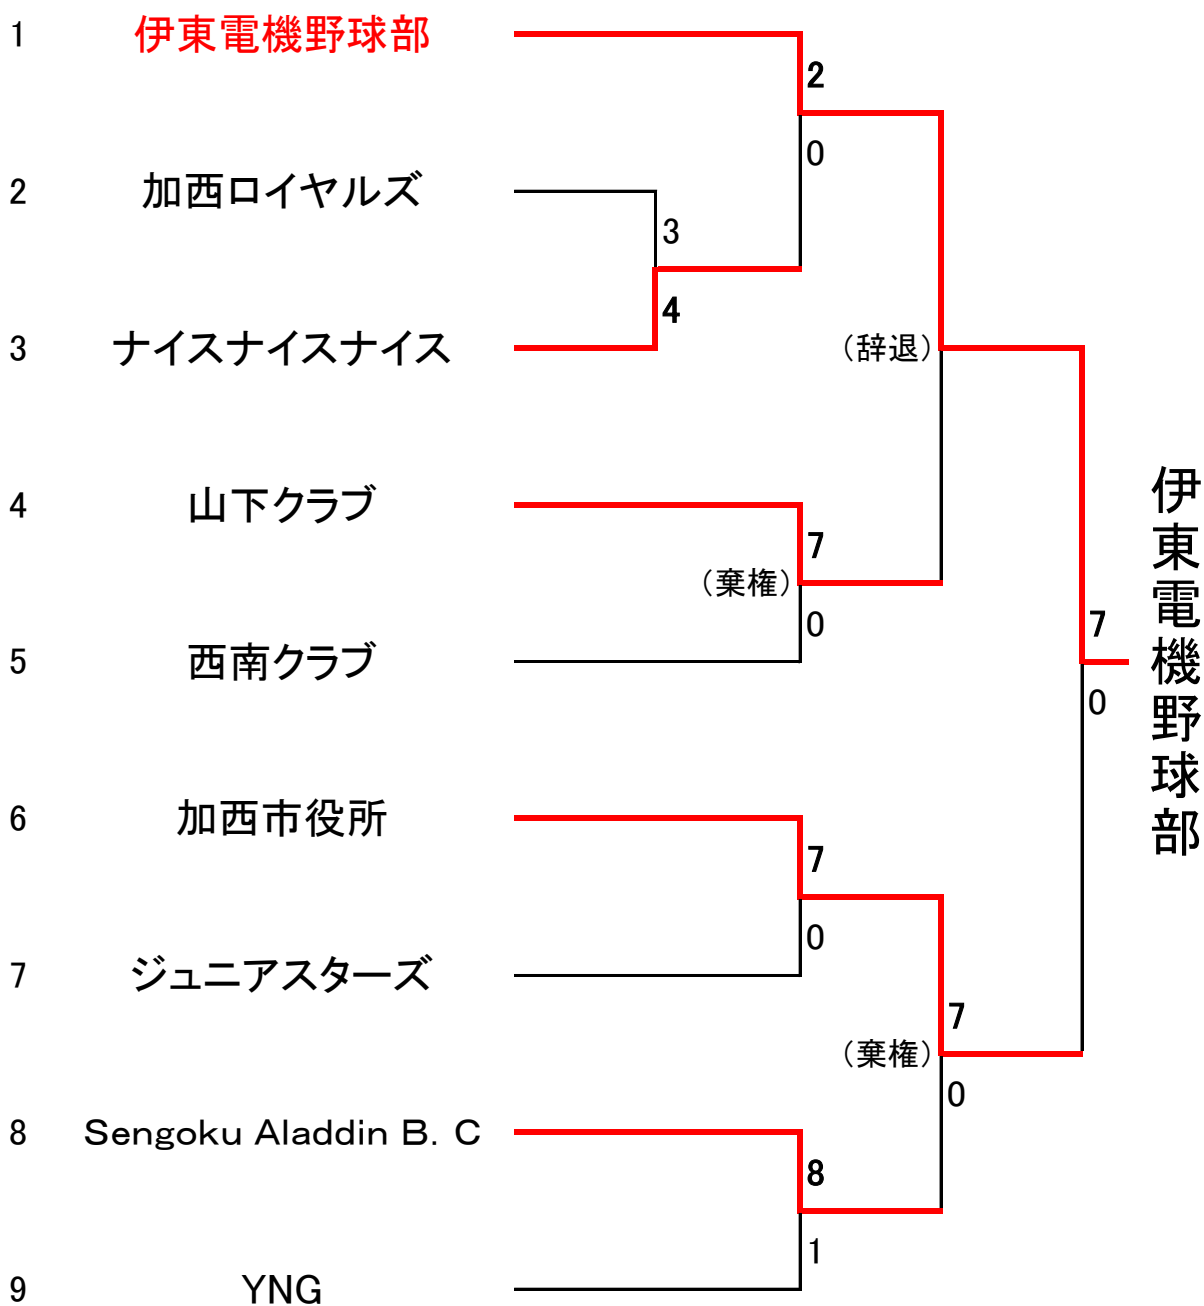 1 伊東電機野球部
2
0
2 加西ロイヤルズ
3
4
3 ナイスナイスナイス
(辞退)
4 山下クラブ
7
(棄権)
0
5 西南クラブ
7
0
伊東電機野球部
6 加西市役所
7
0
7 ジュニアスターズ
7
(棄権)
0
8 Sengoku Aladdin B. C
8
1
9 YNG